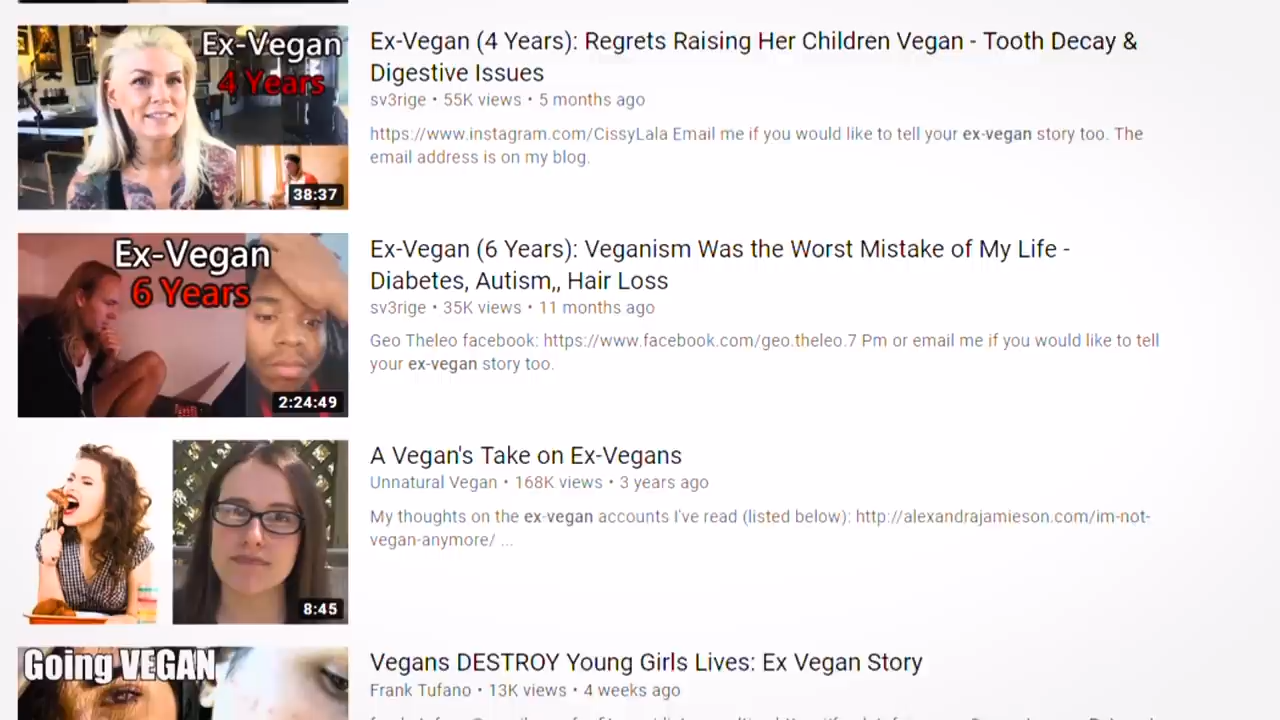 Ex-Vegan
4 Years
38:37
Ex-Vegan (4 Years): Regrets Raising Her Children Vegan - Tooth Decay &
Digestive Issues
sv3rige • 55K views • 5 months ago
https://www.instagram.com/CissyLala Email me if you would like to tell your ex-vegan story too. The
email address is on my blog.
Ex-Vegan
6 Years
2:24:49
Ex-Vegan (6 Years): Veganism Was the Worst Mistake of My Life -
Diabetes, Autism,, Hair Loss
sv3rige • 35K views • 11 months ago
Geo Theleo facebook: https://www.facebook.com/geo.theleo.7 Pm or email me if you would like to tell
your ex-vegan story too.
8:45
A Vegan's Take on Ex-Vegans
Unnatural Vegan • 168K views • 3 years ago
My thoughts on the ex-vegan accounts I've read (listed below): http://alexandrajamieson.com/im-not-
vegan-anymore/ ...
Going VEGAN
Vegans DESTROY Young Girls Lives: Ex Vegan Story
Frank Tufano • 13K views • 4 weeks ago